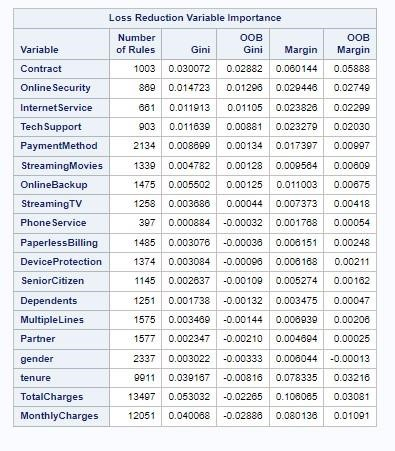 Loss Reduction Variable Importance
Variable Number of Rules Gini OOB Gini Margin OOB Margin
Contract 1003 0.030072 0.02882 0.060144 0.05888
OnlineSecurity 869 0.014723 0.01296 0.029446 0.02749
InternetService 661 0.011913 0.01105 0.023826 0.02299
TechSupport 903 0.011639 0.00881 0.023279 0.02030
PaymentMethod 2134 0.008699 0.00134 0.017397 0.00997
StreamingMovies 1339 0.004782 0.00128 0.009564 0.00609
OnlineBackup 1475 0.005502 0.00125 0.011003 0.00675
StreamingTV 1258 0.003686 0.00044 0.007373 0.00418
PhoneService 397 0.000884 -0.00032 0.001768 0.00054
PaperlessBilling 1485 0.003076 -0.00036 0.006151 0.00248
DeviceProtection 1374 0.003084 -0.00096 0.006168 0.00211
SeniorCitizen 1145 0.002637 -0.00109 0.005274 0.00162
Dependents 1251 0.001738 -0.00132 0.003475 0.00047
MultipleLines 1575 0.003469 -0.00144 0.006939 0.00206
Partner 1577 0.002347 -0.00210 0.004694 0.00025
gender 2337 0.003022 -0.00333 0.006044 -0.00013
tenure 9911 0.039167 -0.00816 0.078335 0.03216
TotalCharges 13497 0.053032 -0.02265 0.106065 0.03081
MonthlyCharges 12051 0.040068 -0.02886 0.080136 0.01091